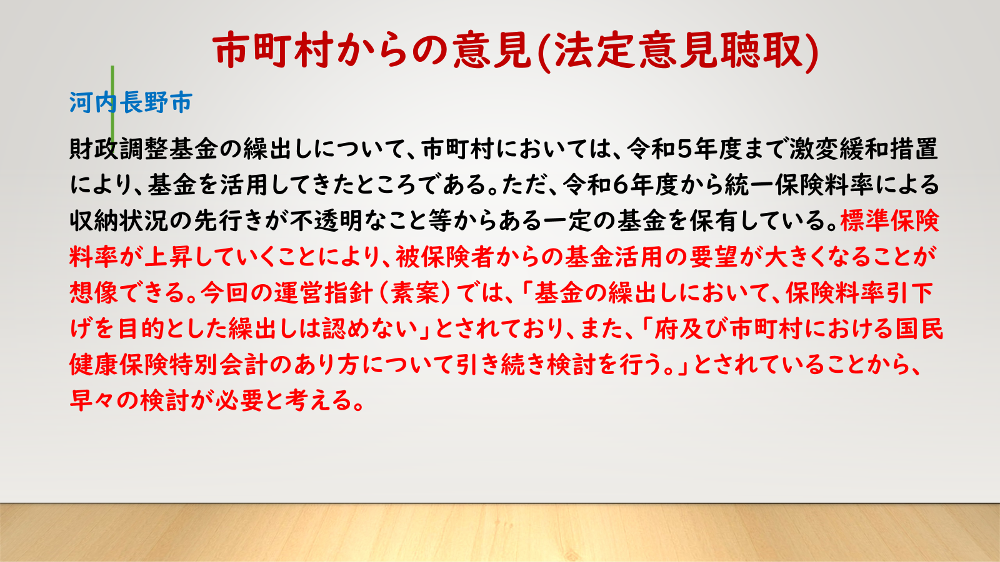 市町村からの意見(法定意見聴取)
河内長野市
財政調整基金の繰出しについて、市町村においては、令和5年度まで激変緩和措置
により、基金を活用してきたところである。ただ、令和6年度から統一保険料率による
収納状況の先行きが不透明なこと等からある一定の基金を保有している。標準保険
料率が上昇していくことにより、被保険者からの基金活用の要望が大きくなることが
想像できる。今回の運営指針(素案)では、「基金の繰出しにおいて、保険料率引下
げを目的とした繰出しは認めない」とされており、また、「府及び市町村における国民
健康保険特別会計のあり方について引き続き検討を行う。」とされていることから、
早々の検討が必要と考える。